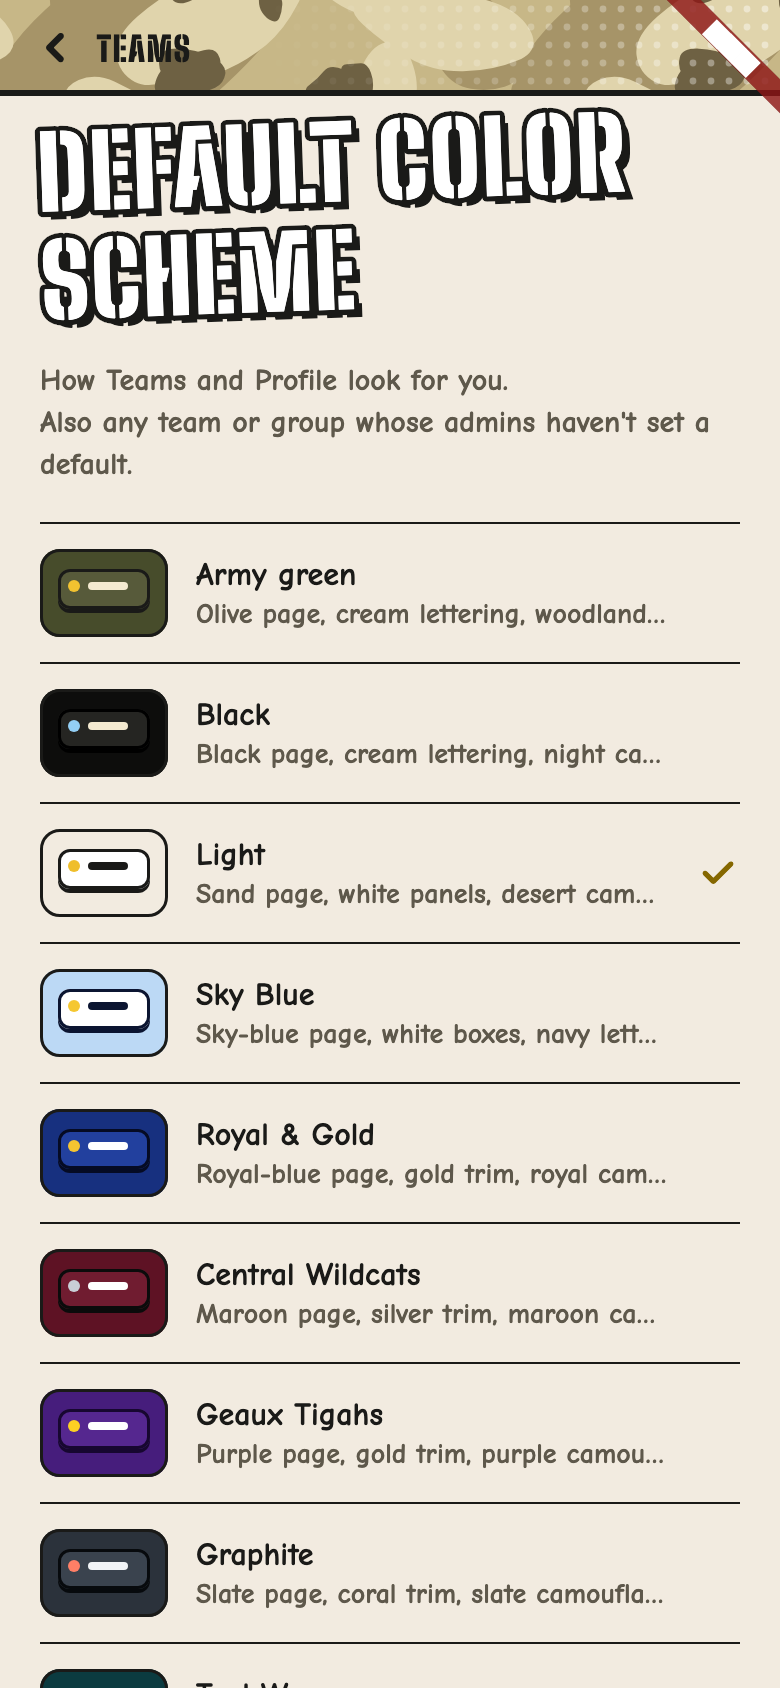 TEAMS
DEFAULT COLOR
SCHEME
How Teams and Profile look for you.
Also any team or group whose admins haven't set a
default.
Army green
Olive page, cream lettering, woodland...
Black
Black page, cream lettering, night ca...
Light
Sand page, white panels, desert cam...
Sky Blue
Sky-blue page, white boxes, navy lett...
Royal & Gold
Royal-blue page, gold trim, royal cam...
Central Wildcats
Maroon page, silver trim, maroon ca...
Geaux Tigahs
Purple page, gold trim, purple camou...
Graphite
Slate page, coral trim, slate camoufla...